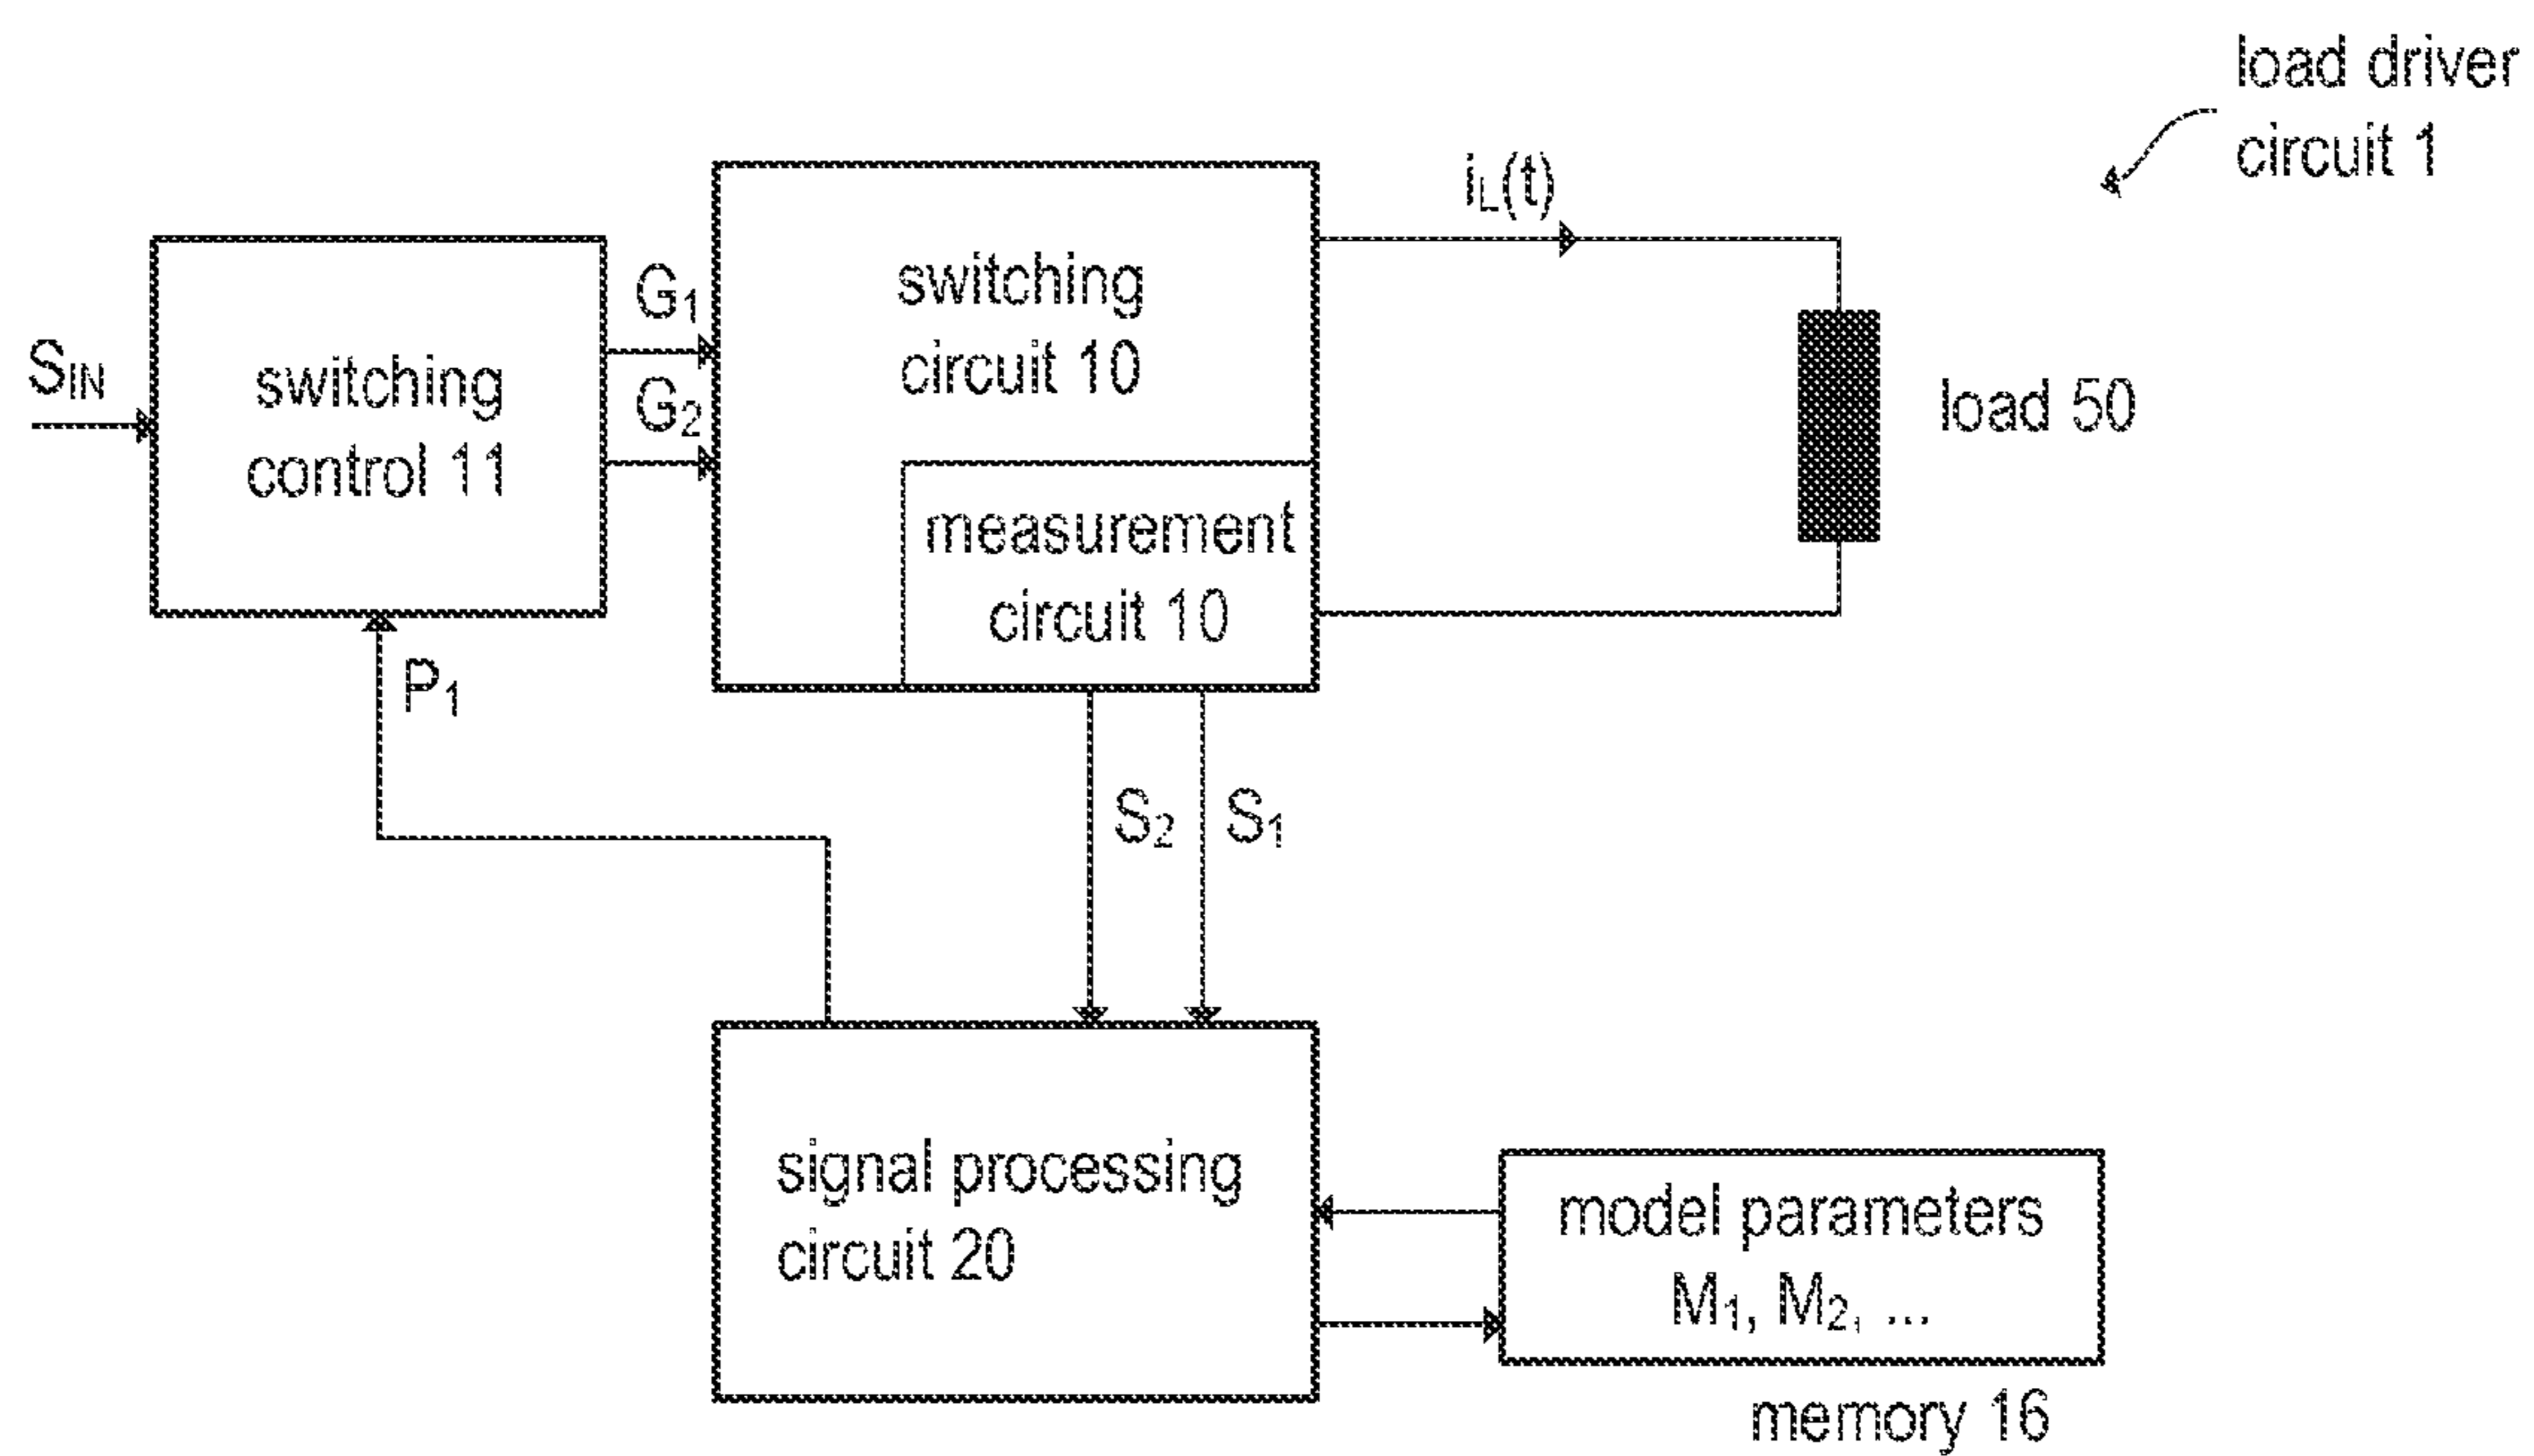 load driver
circuit 1
iL(t)
SIN
switching
control 11
G1
G2
switching
circuit 10
measurement
circuit 10
load 50
P1
S2
S1
signal processing
circuit 20
model parameters
M1, M2, ...
memory 16